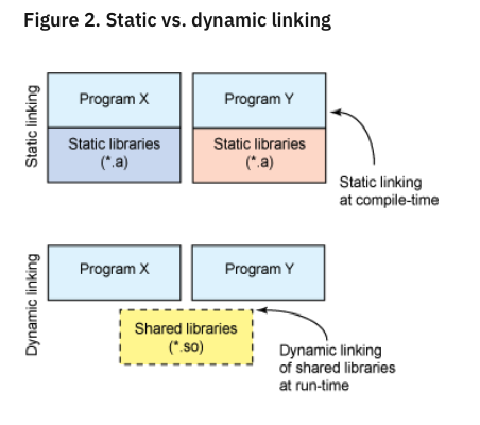 Figure 2. Static vs. dynamic linking
Static linking
Program X
Program Y
Static libraries
(*.a)
Static libraries
(*.a)
Static linking
at compile-time
Dynamic linking
Program X
Program Y
Shared libraries
(*.so)
Dynamic linking
of shared libraries
at run-time